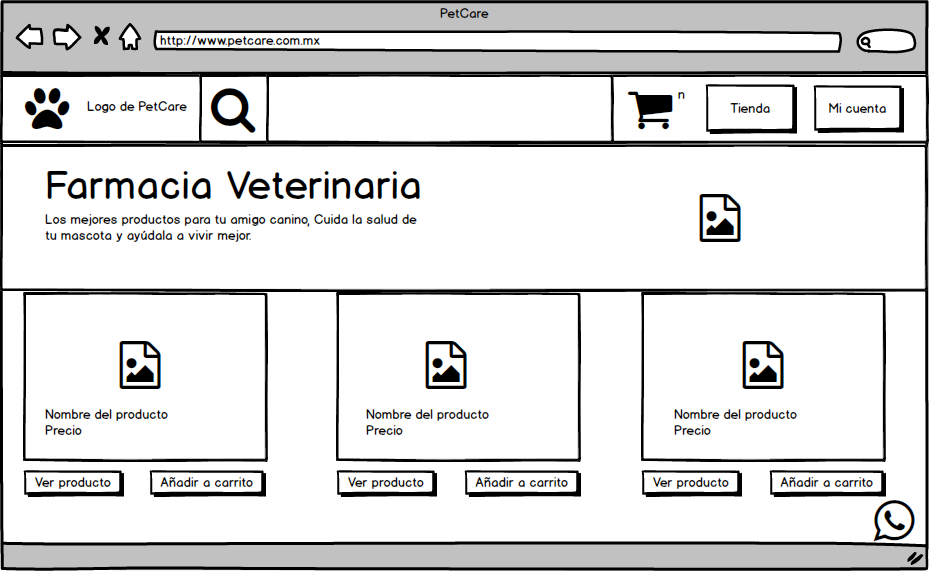 PetCare
http://www.petcare.com.mx
Logo de PetCare
n
Tienda
Mi cuenta
Farmacia Veterinaria
Los mejores productos para tu amigo canino, Cuida la salud de
tu mascota y ayúdala a vivir mejor.
Nombre del producto
Precio
Ver producto
Añadir a carrito
Nombre del producto
Precio
Ver producto
Añadir a carrito
Nombre del producto
Precio
Ver producto
Añadir a carrito